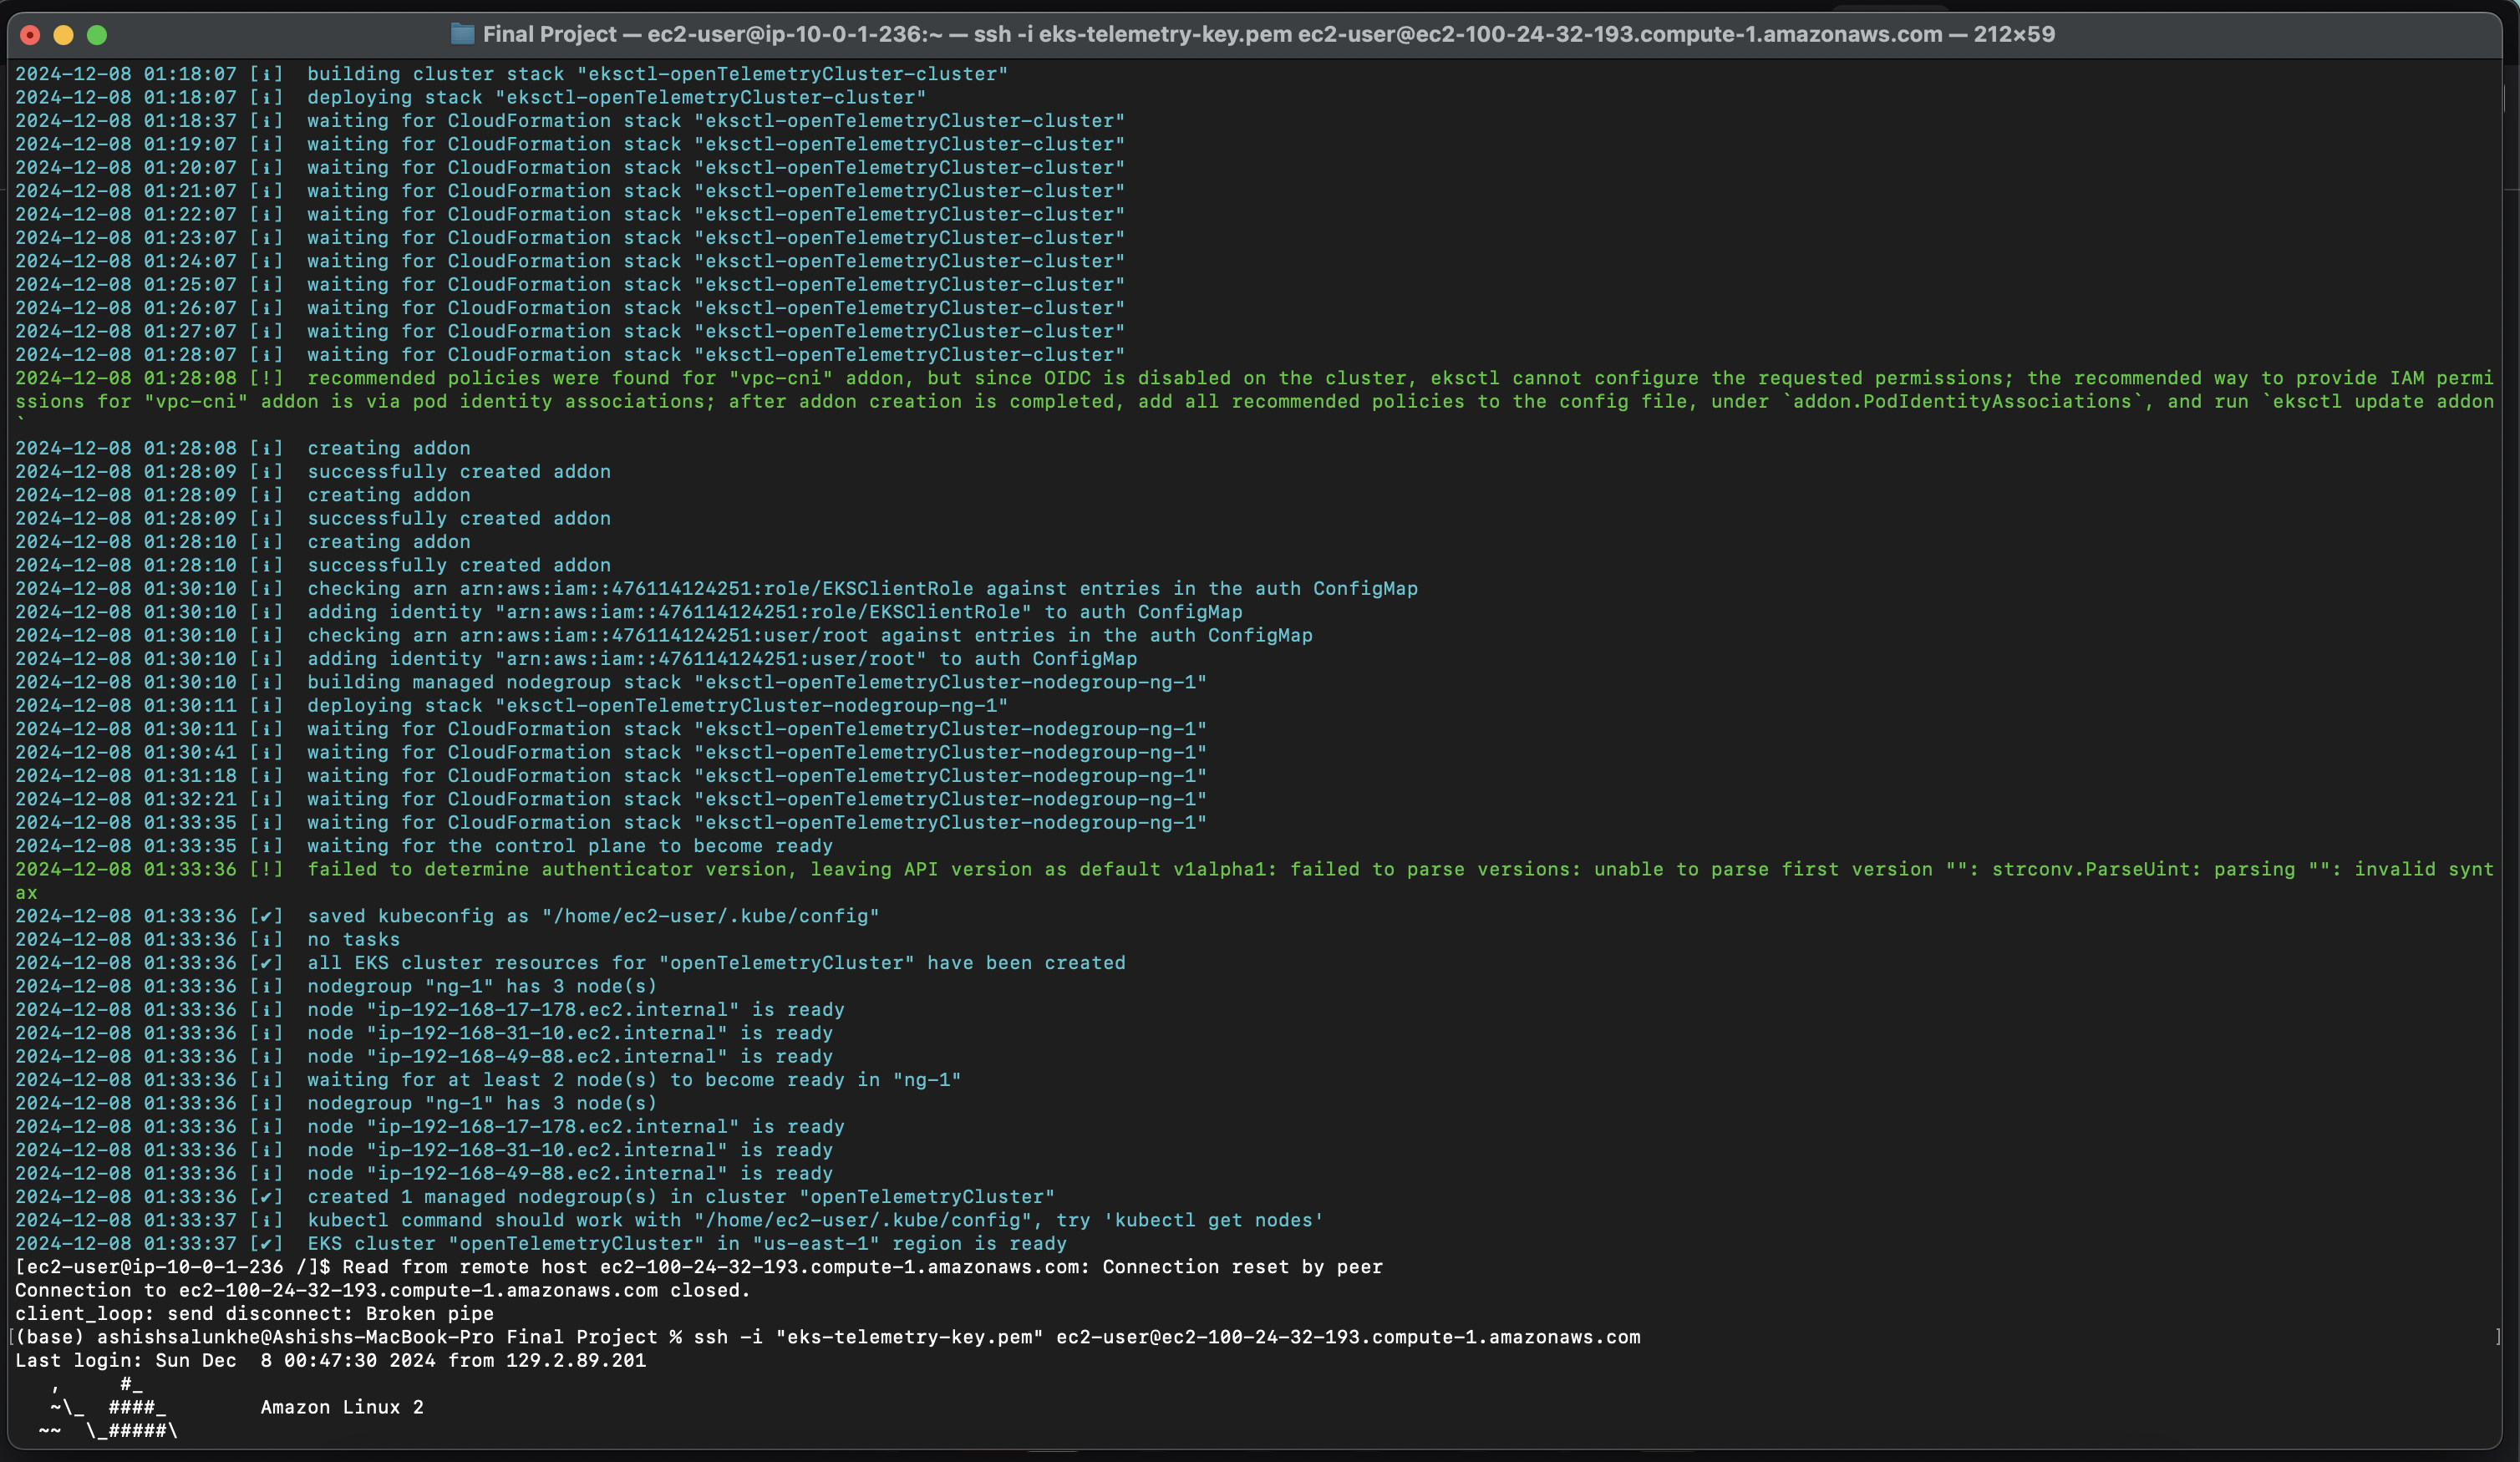 Final Project — ec2-user@ip-10-0-1-236:~ — ssh -i eks-telemetry-key.pem ec2-user@ec2-100-24-32-193.compute-1.amazonaws.com — 212×59
2024-12-08 01:18:07 [ℹ]  building cluster stack "eksctl-openTelemetryCluster-cluster"
2024-12-08 01:18:07 [ℹ]  deploying stack "eksctl-openTelemetryCluster-cluster"
2024-12-08 01:18:37 [ℹ]  waiting for CloudFormation stack "eksctl-openTelemetryCluster-cluster"
2024-12-08 01:19:07 [ℹ]  waiting for CloudFormation stack "eksctl-openTelemetryCluster-cluster"
2024-12-08 01:20:07 [ℹ]  waiting for CloudFormation stack "eksctl-openTelemetryCluster-cluster"
2024-12-08 01:21:07 [ℹ]  waiting for CloudFormation stack "eksctl-openTelemetryCluster-cluster"
2024-12-08 01:22:07 [ℹ]  waiting for CloudFormation stack "eksctl-openTelemetryCluster-cluster"
2024-12-08 01:23:07 [ℹ]  waiting for CloudFormation stack "eksctl-openTelemetryCluster-cluster"
2024-12-08 01:24:07 [ℹ]  waiting for CloudFormation stack "eksctl-openTelemetryCluster-cluster"
2024-12-08 01:25:07 [ℹ]  waiting for CloudFormation stack "eksctl-openTelemetryCluster-cluster"
2024-12-08 01:26:07 [ℹ]  waiting for CloudFormation stack "eksctl-openTelemetryCluster-cluster"
2024-12-08 01:27:07 [ℹ]  waiting for CloudFormation stack "eksctl-openTelemetryCluster-cluster"
2024-12-08 01:28:07 [ℹ]  waiting for CloudFormation stack "eksctl-openTelemetryCluster-cluster"
2024-12-08 01:28:08 [!]  recommended policies were found for "vpc-cni" addon, but since OIDC is disabled on the cluster, eksctl cannot configure the requested permissions; the recommended way to provide IAM permi
ssions for "vpc-cni" addon is via pod identity associations; after addon creation is completed, add all recommended policies to the config file, under `addon.PodIdentityAssociations`, and run `eksctl update addon
`
2024-12-08 01:28:08 [ℹ]  creating addon
2024-12-08 01:28:09 [ℹ]  successfully created addon
2024-12-08 01:28:09 [ℹ]  creating addon
2024-12-08 01:28:09 [ℹ]  successfully created addon
2024-12-08 01:28:10 [ℹ]  creating addon
2024-12-08 01:28:10 [ℹ]  successfully created addon
2024-12-08 01:30:10 [ℹ]  checking arn arn:aws:iam::476114124251:role/EKSClientRole against entries in the auth ConfigMap
2024-12-08 01:30:10 [ℹ]  adding identity "arn:aws:iam::476114124251:role/EKSClientRole" to auth ConfigMap
2024-12-08 01:30:10 [ℹ]  checking arn arn:aws:iam::476114124251:user/root against entries in the auth ConfigMap
2024-12-08 01:30:10 [ℹ]  adding identity "arn:aws:iam::476114124251:user/root" to auth ConfigMap
2024-12-08 01:30:10 [ℹ]  building managed nodegroup stack "eksctl-openTelemetryCluster-nodegroup-ng-1"
2024-12-08 01:30:11 [ℹ]  deploying stack "eksctl-openTelemetryCluster-nodegroup-ng-1"
2024-12-08 01:30:11 [ℹ]  waiting for CloudFormation stack "eksctl-openTelemetryCluster-nodegroup-ng-1"
2024-12-08 01:30:41 [ℹ]  waiting for CloudFormation stack "eksctl-openTelemetryCluster-nodegroup-ng-1"
2024-12-08 01:31:18 [ℹ]  waiting for CloudFormation stack "eksctl-openTelemetryCluster-nodegroup-ng-1"
2024-12-08 01:32:21 [ℹ]  waiting for CloudFormation stack "eksctl-openTelemetryCluster-nodegroup-ng-1"
2024-12-08 01:33:35 [ℹ]  waiting for CloudFormation stack "eksctl-openTelemetryCluster-nodegroup-ng-1"
2024-12-08 01:33:35 [ℹ]  waiting for the control plane to become ready
2024-12-08 01:33:36 [!]  failed to determine authenticator version, leaving API version as default v1alpha1: failed to parse versions: unable to parse first version "": strconv.ParseUint: parsing "": invalid synt
ax
2024-12-08 01:33:36 [✔]  saved kubeconfig as "/home/ec2-user/.kube/config"
2024-12-08 01:33:36 [ℹ]  no tasks
2024-12-08 01:33:36 [✔]  all EKS cluster resources for "openTelemetryCluster" have been created
2024-12-08 01:33:36 [ℹ]  nodegroup "ng-1" has 3 node(s)
2024-12-08 01:33:36 [ℹ]  node "ip-192-168-17-178.ec2.internal" is ready
2024-12-08 01:33:36 [ℹ]  node "ip-192-168-31-10.ec2.internal" is ready
2024-12-08 01:33:36 [ℹ]  node "ip-192-168-49-88.ec2.internal" is ready
2024-12-08 01:33:36 [ℹ]  waiting for at least 2 node(s) to become ready in "ng-1"
2024-12-08 01:33:36 [ℹ]  nodegroup "ng-1" has 3 node(s)
2024-12-08 01:33:36 [ℹ]  node "ip-192-168-17-178.ec2.internal" is ready
2024-12-08 01:33:36 [ℹ]  node "ip-192-168-31-10.ec2.internal" is ready
2024-12-08 01:33:36 [ℹ]  node "ip-192-168-49-88.ec2.internal" is ready
2024-12-08 01:33:36 [✔]  created 1 managed nodegroup(s) in cluster "openTelemetryCluster"
2024-12-08 01:33:37 [ℹ]  kubectl command should work with "/home/ec2-user/.kube/config", try 'kubectl get nodes'
2024-12-08 01:33:37 [✔]  EKS cluster "openTelemetryCluster" in "us-east-1" region is ready
[ec2-user@ip-10-0-1-236 /]$ Read from remote host ec2-100-24-32-193.compute-1.amazonaws.com: Connection reset by peer
Connection to ec2-100-24-32-193.compute-1.amazonaws.com closed.
client_loop: send disconnect: Broken pipe
[(base) ashishsalunkhe@Ashishs-MacBook-Pro Final Project % ssh -i "eks-telemetry-key.pem" ec2-user@ec2-100-24-32-193.compute-1.amazonaws.com ]
Last login: Sun Dec  8 00:47:30 2024 from 129.2.89.201
   ,     #_
   ~\_  ####_        Amazon Linux 2
  ~~  \_#####\